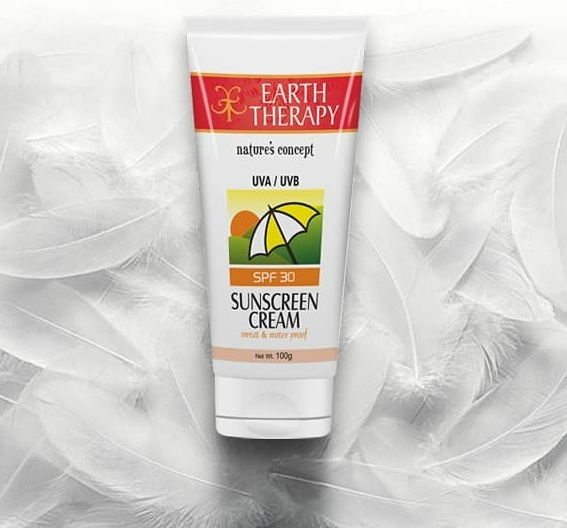 EARTH
THERAPY
nature's concept
UVA / UVB
SPF 30
SUNSCREEN
CREAM
sweat & water proof
Net Wt. 100g